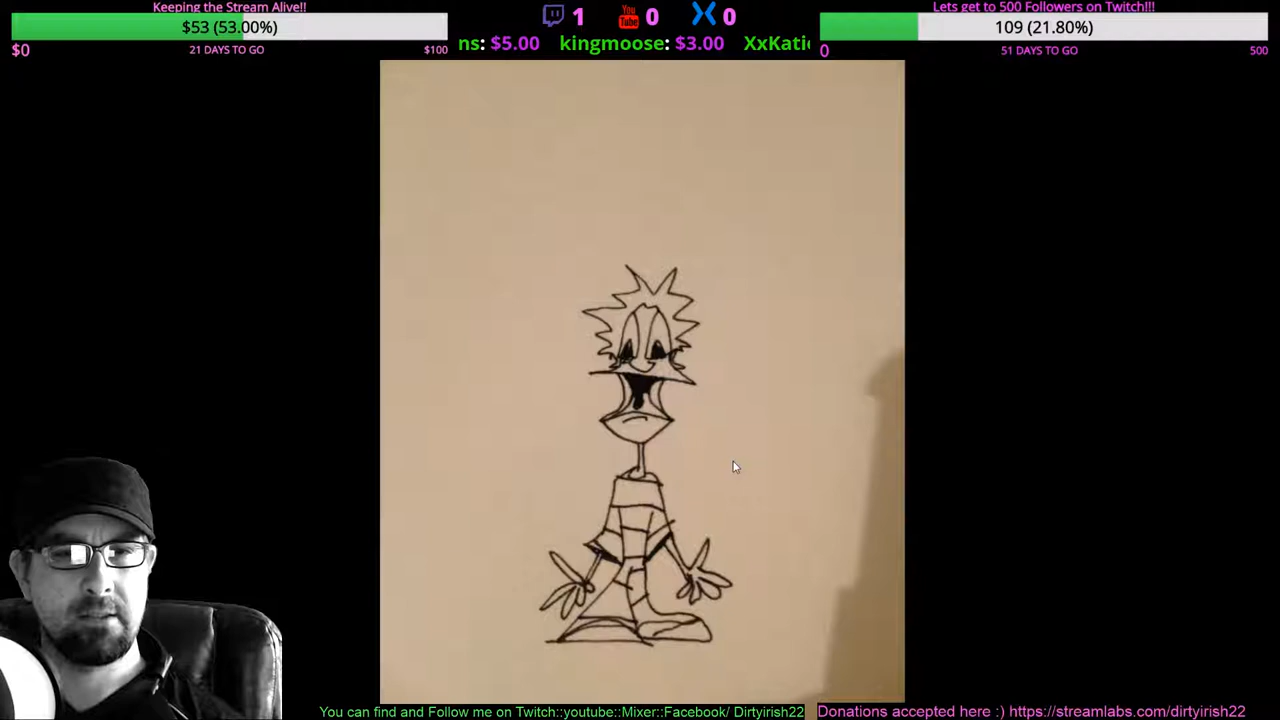 Keeping the Stream Alive!!
$53 (53.00%)
$0 21 DAYS TO GO $100
1 You Tube 0 0
ns: $5.00 kingmoose: $3.00 XxKati
Lets get to 500 Followers on Twitch!!!
109 (21.80%)
0 51 DAYS TO GO 500
You can find and Follow me on Twitch::youtube::Mixer::Facebook/ Dirtyirish22
Donations accepted here :) https://streamlabs.com/dirtyirish22